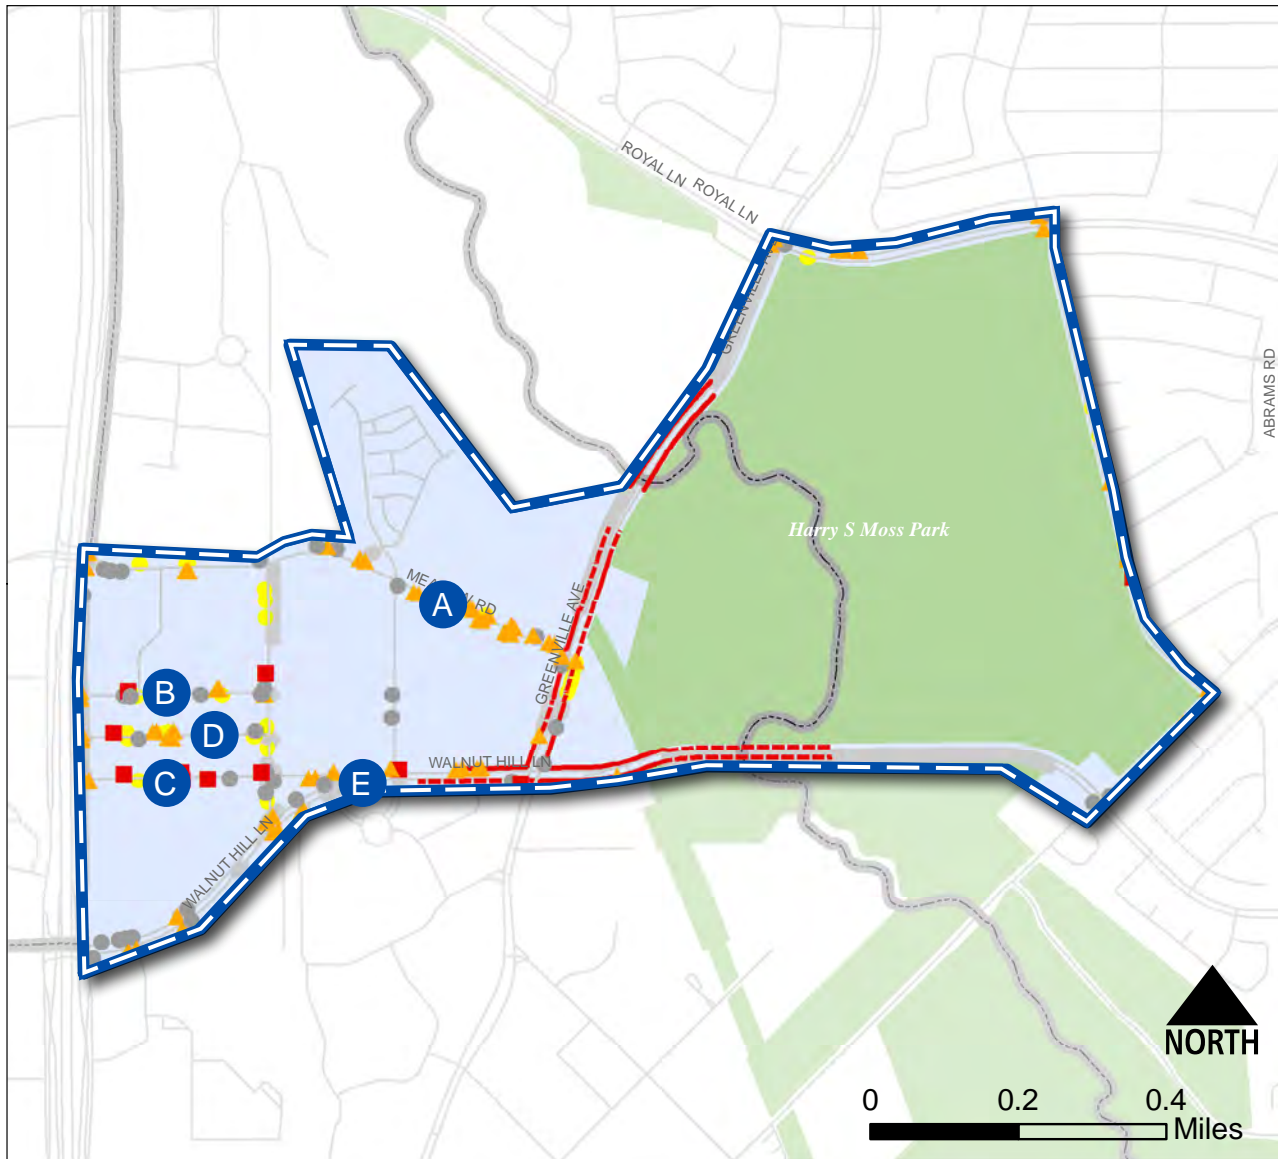 ROYAL LN
ROYAL LN
GREENVILLE
ABRAMS RD
Harry S Moss Park
RD
A
GREENVILLE AVE
B
D
WALNUT HILL LN
C
E
WALNUT HILL LN
NORTH
0 0.2 0.4
Miles